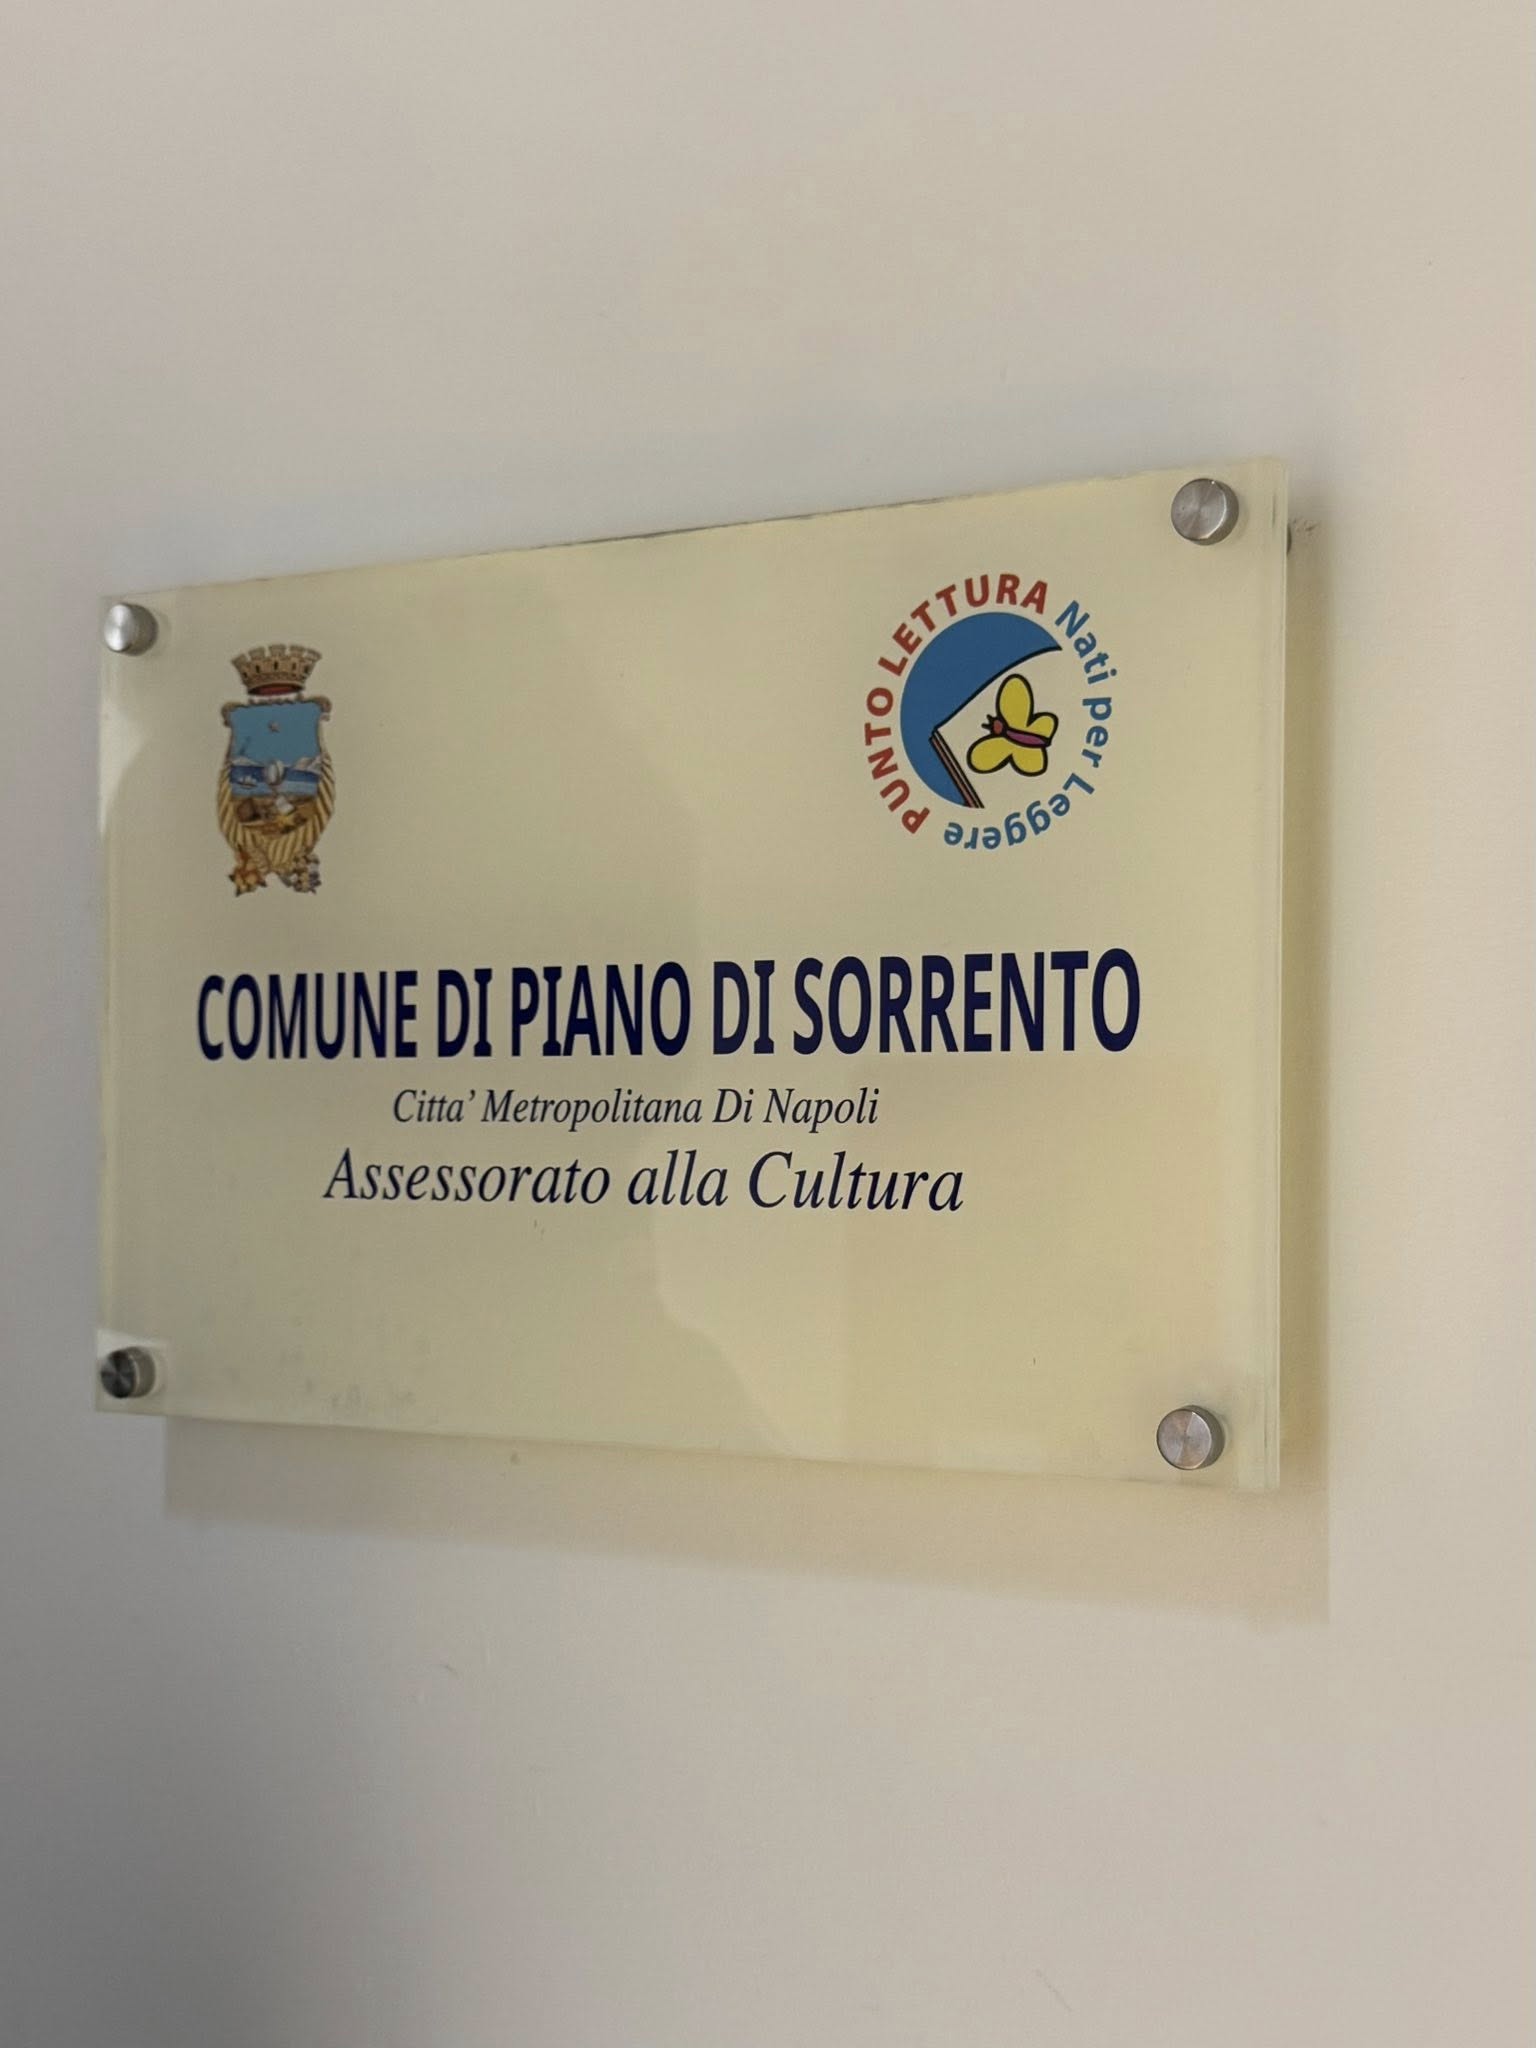 PUNTO LETTURA Nati per Leggere
COMUNE DI PIANO DI SORRENTO
Citta' Metropolitana Di Napoli
Assessorato alla Cultura